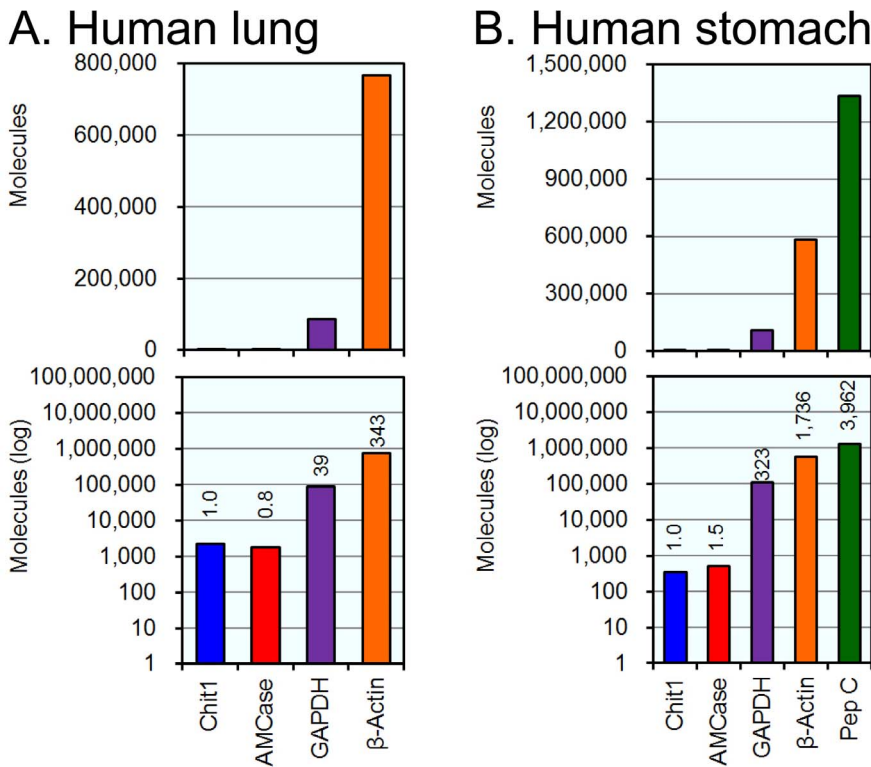 A. Human lung
Molecules
800,000
600,000
400,000
200,000
0
Molecules (log)
100,000,000
10,000,000
1,000,000
100,000
10,000
1,000
100
10
1
1.0
0.8
39
343
Chit1
AMCase
GAPDH
β-Actin
B. Human stomach
Molecules
1,500,000
1,200,000
900,000
600,000
300,000
0
Molecules (log)
100,000,000
10,000,000
1,000,000
100,000
10,000
1,000
100
10
1
1.0
1.5
323
1,736
3,962
Chit1
AMCase
GAPDH
β-Actin
Pep C